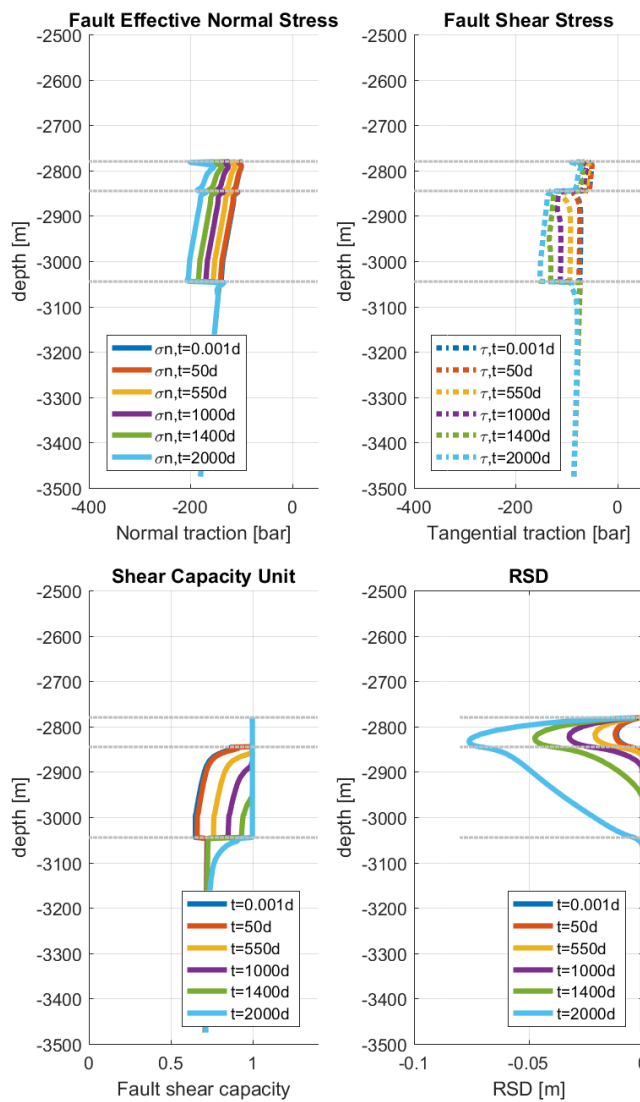 Fault Effective Normal Stress
-2500
-2600
-2700
-2800
-2900
-3000
-3050
-3200
-3300
-3400
-3500
-400
-200
0
depth [m]
Normal traction [bar]
σn,t=0.001d
σn,t=50d
σn,t=550d
σn,t=1000d
σn,t=1400d
σn,t=2000d
Fault Shear Stress
-2500
-2600
-2700
-2800
-2900
-3000
-3050
-3200
-3300
-3400
-3500
-400
-200
0
depth [m]
Tangential traction [bar]
τ,t=0.001d
τ,t=50d
τ,t=550d
τ,t=1000d
τ,t=1400d
τ,t=2000d
Shear Capacity Unit
-2500
-2600
-2700
-2800
-2900
-3000
-3050
-3200
-3300
-3400
-3500
0
0.5
1
depth [m]
Fault shear capacity
t=0.001d
t=50d
t=550d
t=1000d
t=1400d
t=2000d
RSD
-2500
-2600
-2700
-2800
-2900
-3000
-3050
-3200
-3300
-3400
-3500
-0.1
-0.05
0
depth [m]
RSD [m]
t=0.001d
t=50d
t=550d
t=1000d
t=1400d
t=2000d